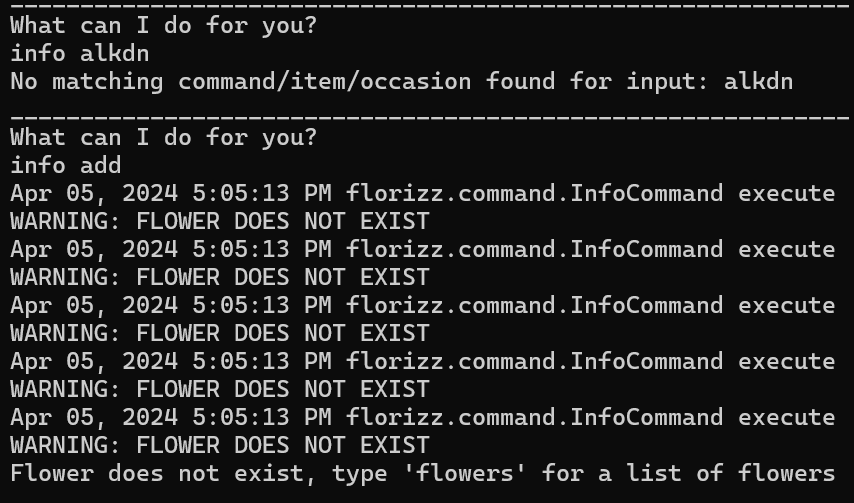 ____________________________________________________________
What can I do for you?
info alkdn
No matching command/item/occasion found for input: alkdn
____________________________________________________________
What can I do for you?
info add
Apr 05, 2024 5:05:13 PM florizz.command.InfoCommand execute
WARNING: FLOWER DOES NOT EXIST
Apr 05, 2024 5:05:13 PM florizz.command.InfoCommand execute
WARNING: FLOWER DOES NOT EXIST
Apr 05, 2024 5:05:13 PM florizz.command.InfoCommand execute
WARNING: FLOWER DOES NOT EXIST
Apr 05, 2024 5:05:13 PM florizz.command.InfoCommand execute
WARNING: FLOWER DOES NOT EXIST
Apr 05, 2024 5:05:13 PM florizz.command.InfoCommand execute
WARNING: FLOWER DOES NOT EXIST
Flower does not exist, type 'flowers' for a list of flowers